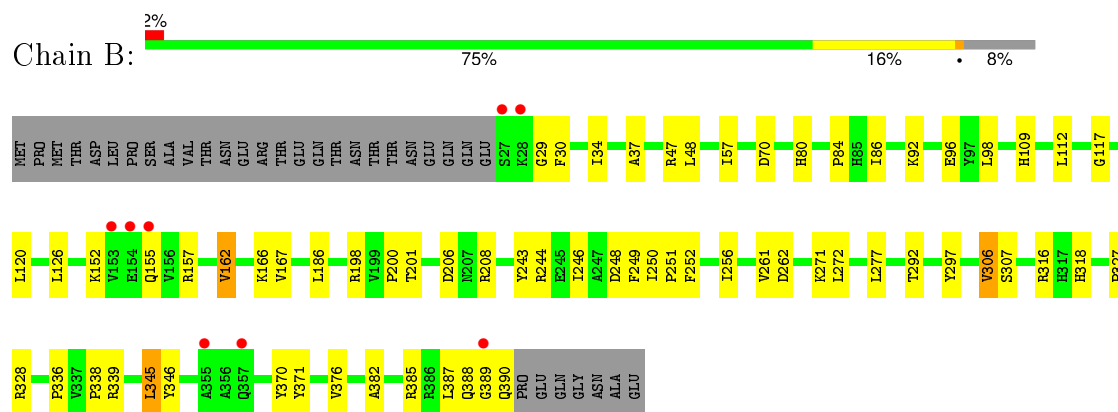 2%
Chain B:
75% 16% • 8%
MET PRO MET THR ASP LEU PRO SER ALA VAL THR ASN GLU ARG THR GLU GLN THR ASN THR THR ASN GLU GLN GLN GLU S27 K28 G29 F30 I34 A37 R47 L48 I57 D70 H80 P84 H85 I86 K92 E96 Y97 L98 H109 L112 G117
L120 L126 K152 V153 E154 Q155 V156 R157 V162 K166 V167 L186 R198 V199 P200 T201 D206 N207 R208 Y243 R244 E245 I246 A247 D248 F249 I250 P251 F252 I256 V261 D262 K271 L272 L277 T292 Y297 V306 S307 R316 H317 H318
R328 P336 V337 P338 R339 L345 Y346 A355 A356 Q357 Y370 Y371 V376 A382 R385 R386 L387 Q388 G389 Q390 PRO GLU GLN GLY ASN ALA GLU